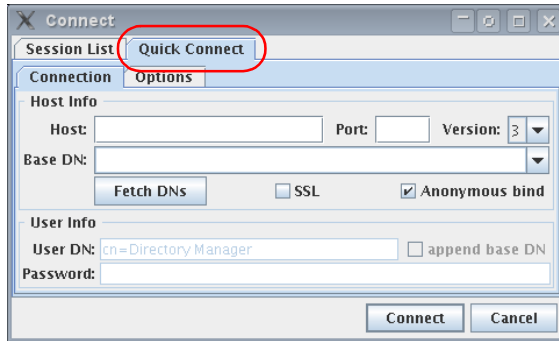 Connect
Session List Quick Connect
Connection Options
Host Info
Host: Port: Version: 3
Base DN:
Fetch DNs SSL Anonymous bind
User Info
User DN: cn=Directory Manager append base DN
Password:
Connect Cancel